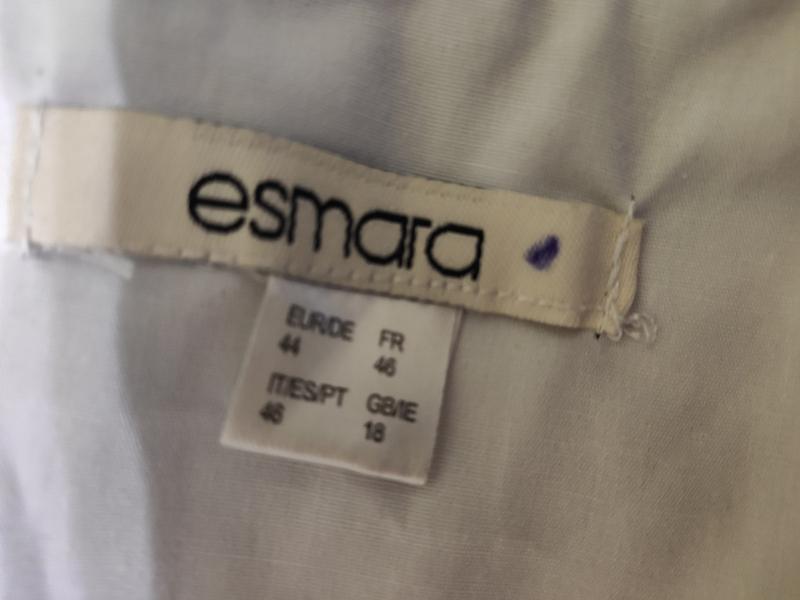 esmara
EUR/DE FR
44 46
IT/ES/PT GB/IE
46 18